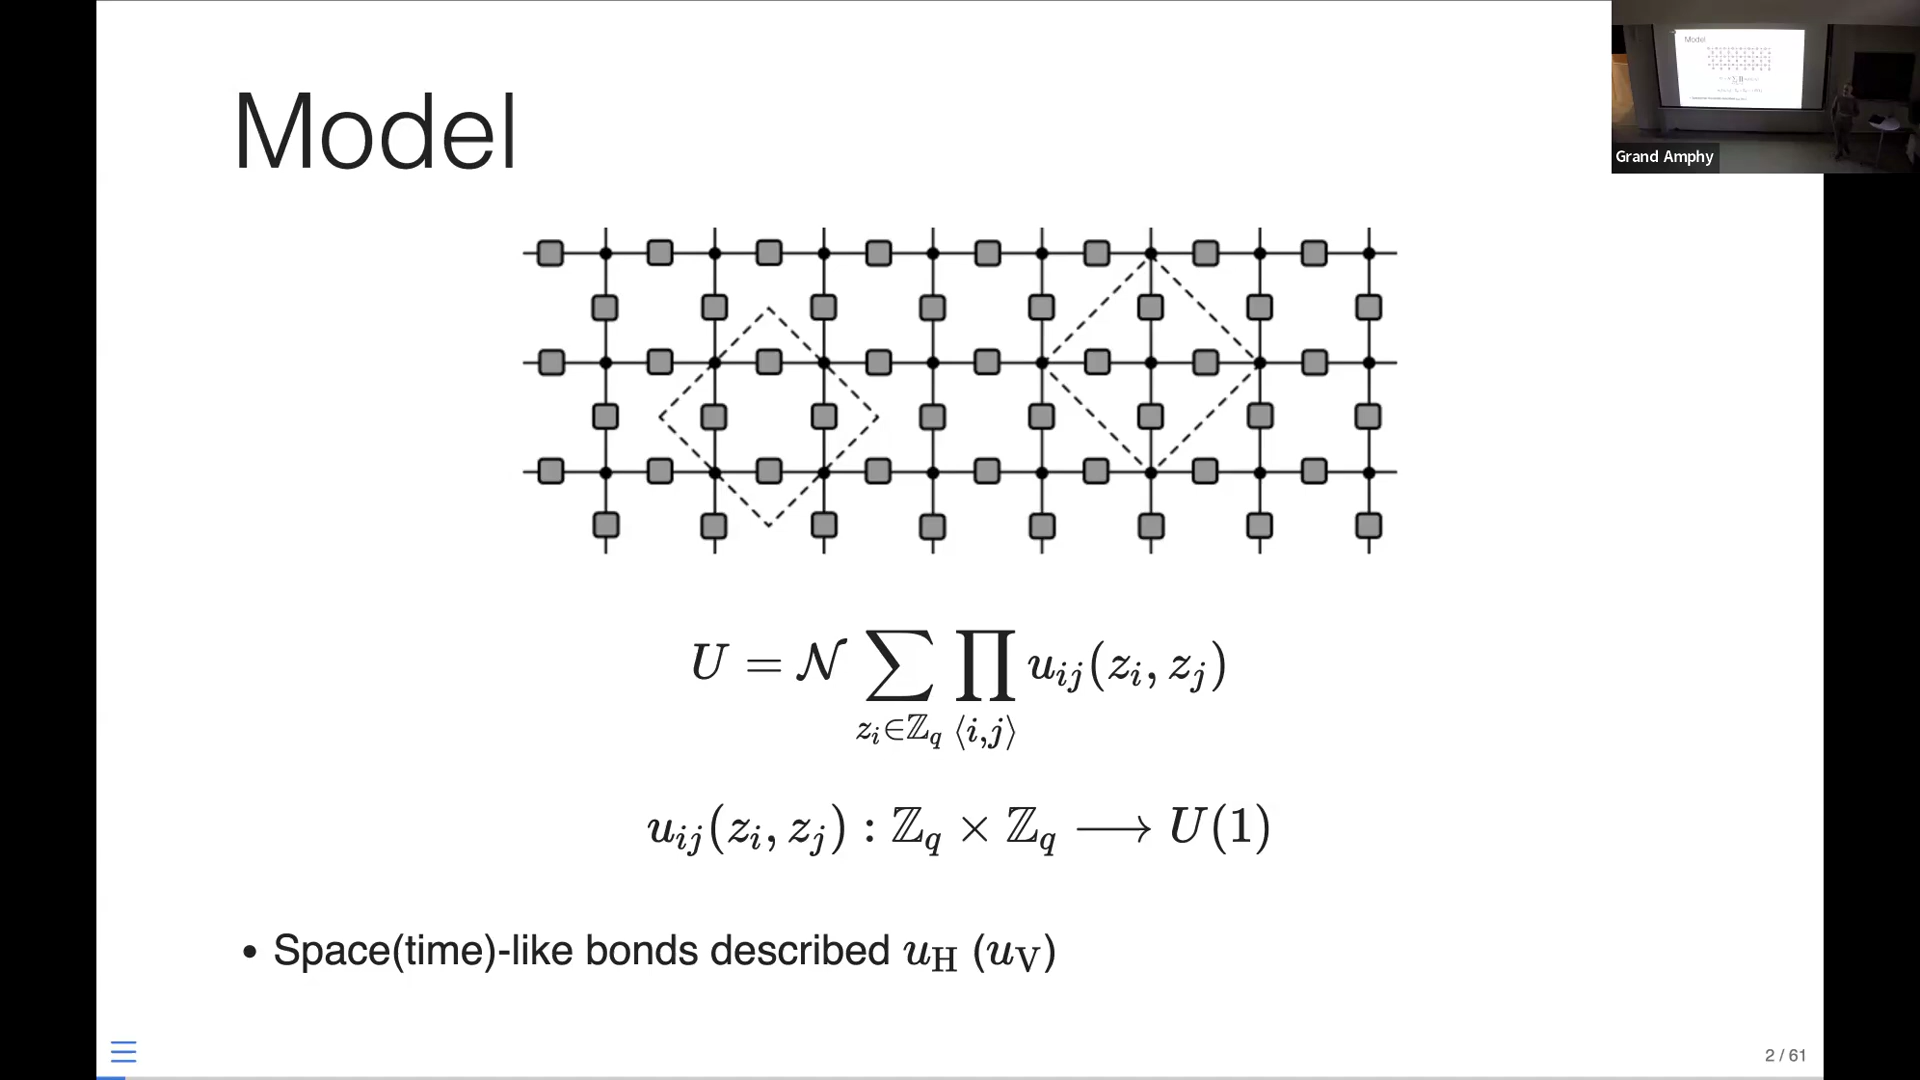 Model
Model
Grand Amphy
U = 𝒩 ∑ ∏ u_{ij}(z_i, z_j)
z_i∈ℤ_q ⟨i,j⟩
u_{ij}(z_i, z_j) : ℤ_q × ℤ_q ⟶ U(1)
• Space(time)-like bonds described u_H (u_V)
2 / 61